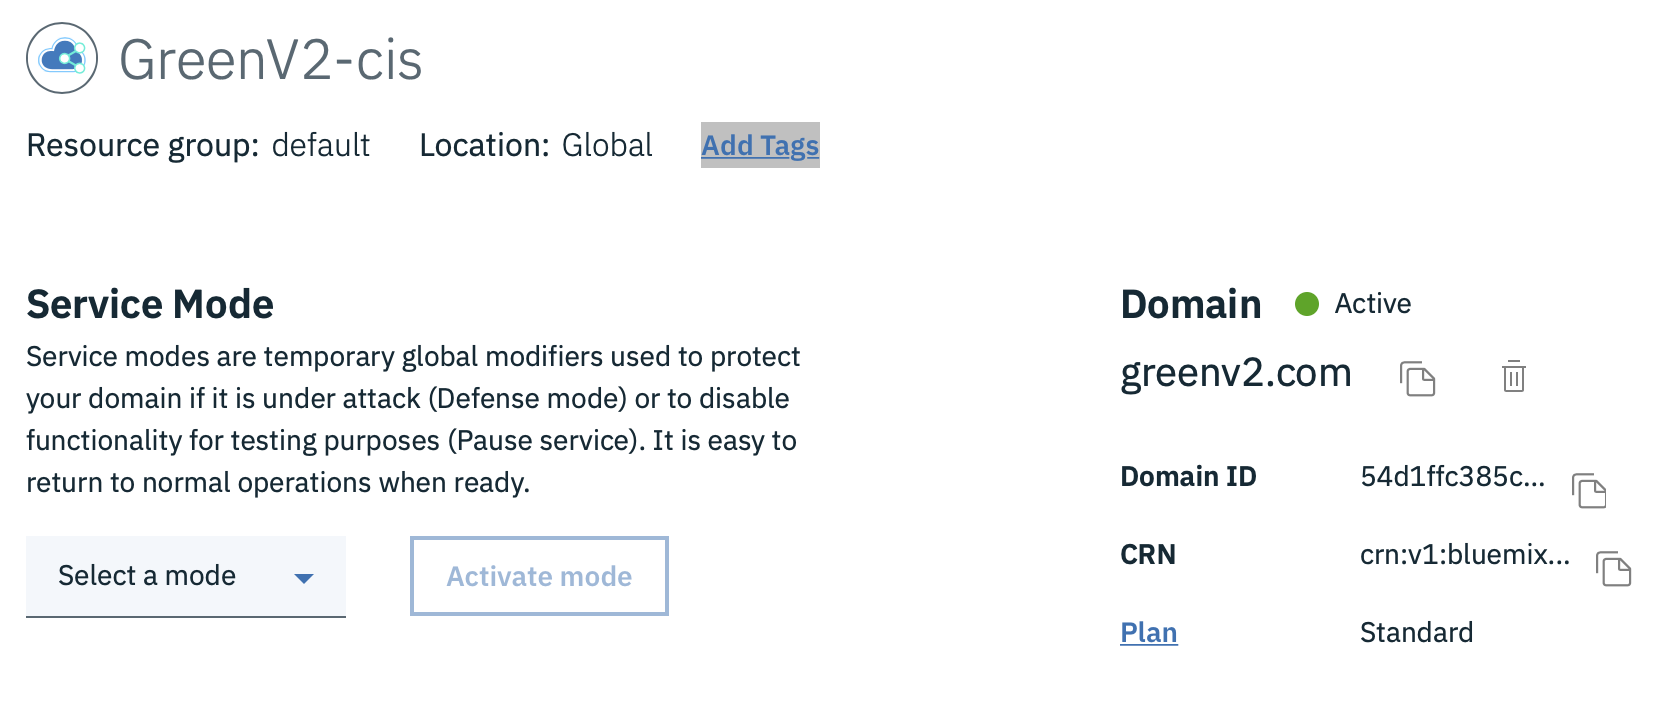 GreenV2-cis
Resource group: default Location: Global Add Tags
Service Mode
Service modes are temporary global modifiers used to protect
your domain if it is under attack (Defense mode) or to disable
functionality for testing purposes (Pause service). It is easy to
return to normal operations when ready.
Select a mode
Activate mode
Domain Active
greenv2.com
Domain ID 54d1ffc385c...
CRN crn:v1:bluemix...
Plan Standard